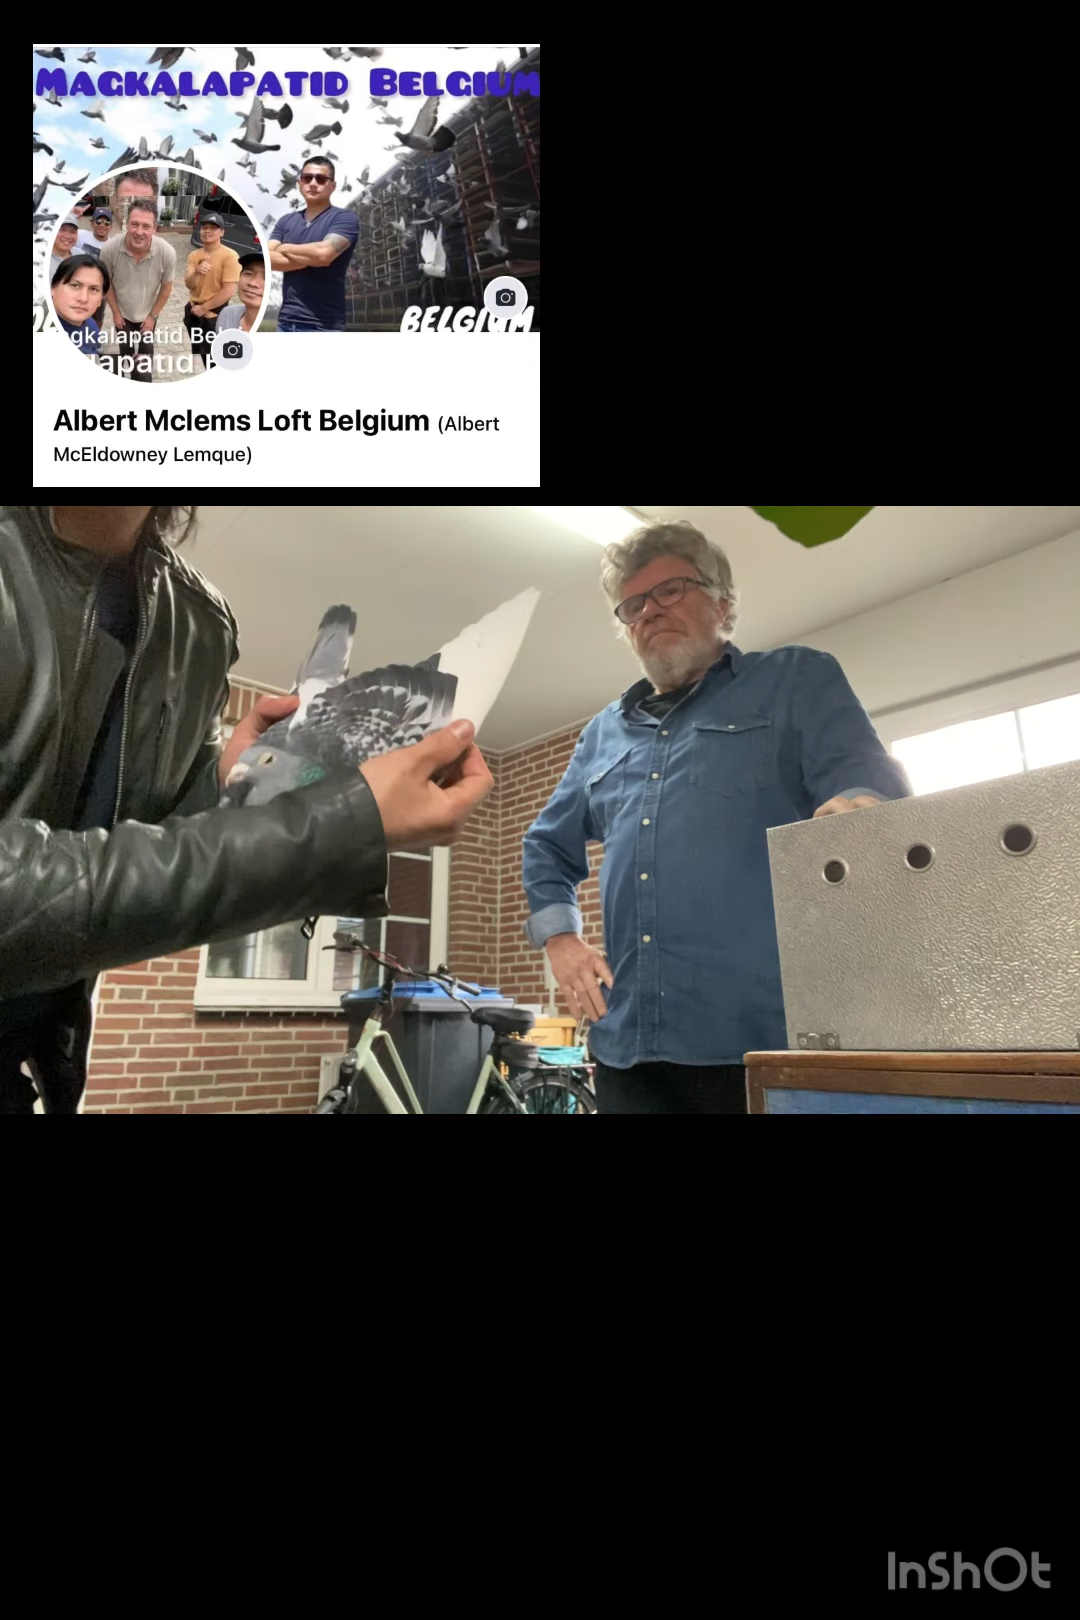 MAGKALAPATID BELGIUM
BELGIUM
Albert Mclems Loft Belgium (Albert
McEldowney Lemque)
InShOt